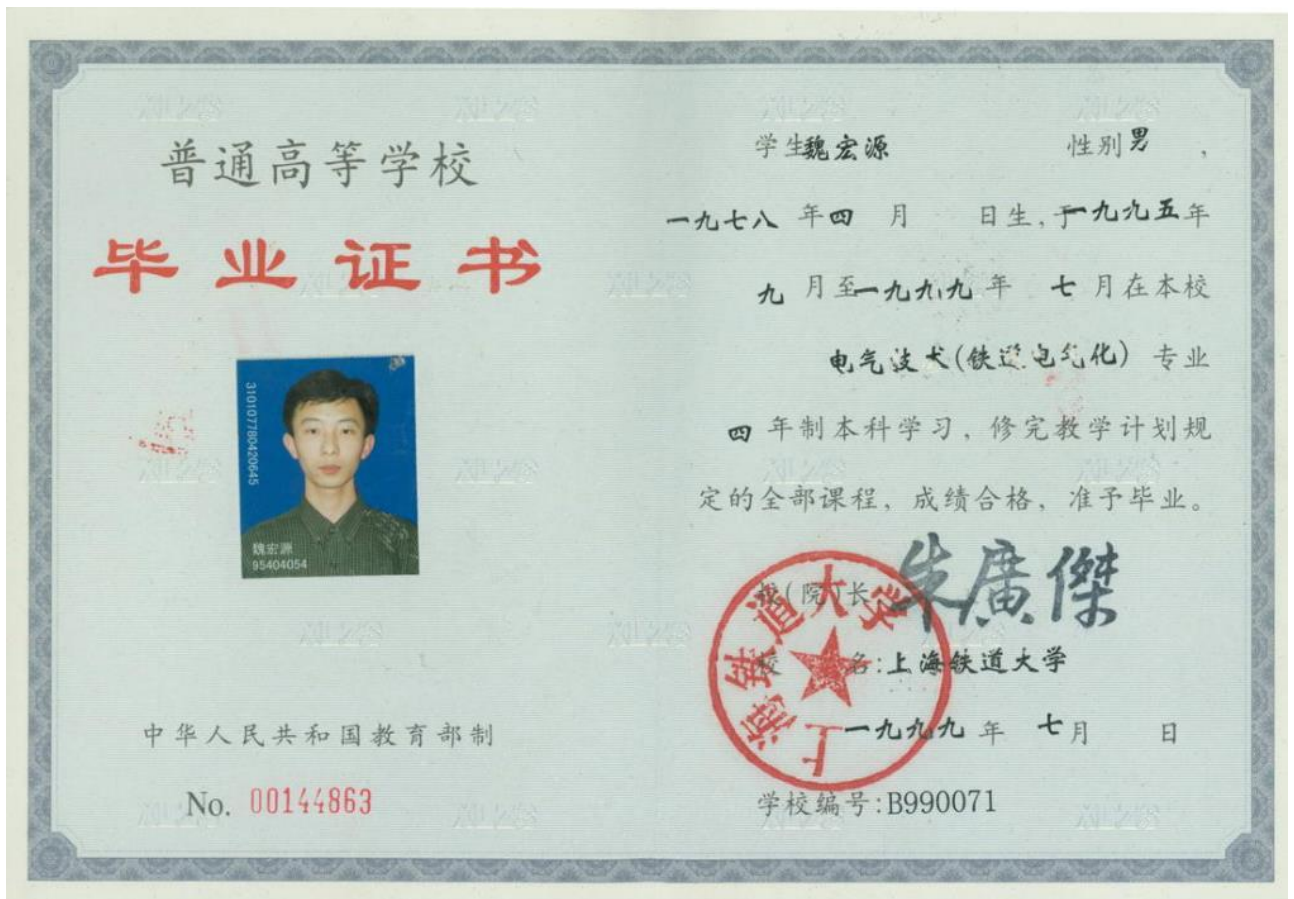 普通高等学校
毕业证书
310107780420645
魏宏源
95404054
中华人民共和国教育部制
No. 00144863
学生魏宏源 性别男，
一九七八 年四 月 日生，于一九九五年
九 月至一九九九 年 七 月在本校
电气技术(铁道电气化) 专业
四 年制本科学习，修完教学计划规
定的全部课程，成绩合格，准予毕业。
校(院)长 朱廣傑
校 名:上海铁道大学
上海铁道大学
一九九九 年 七月 日
学校编号:B990071